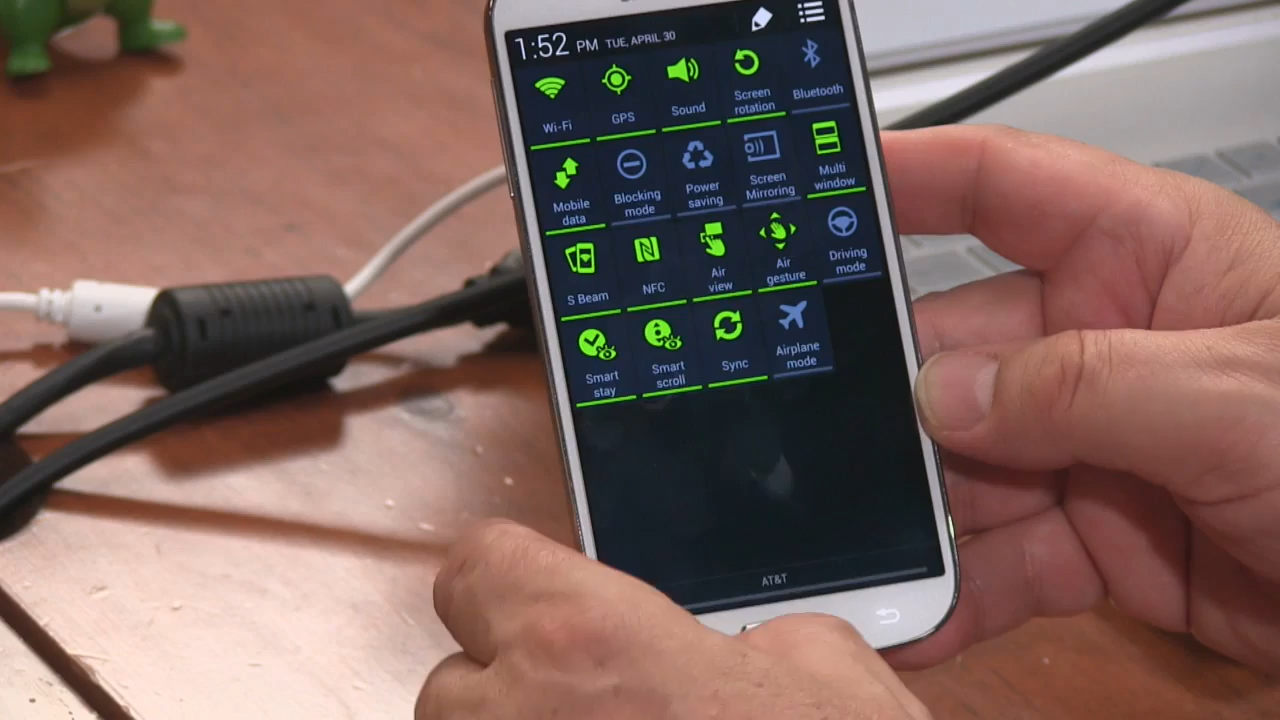 1:52 PM TUE, APRIL 30
Wi-Fi
GPS
Sound
Screen
rotation
Bluetooth
Mobile
data
Blocking
mode
Power
saving
Screen
Mirroring
Multi
window
S Beam
NFC
Air
view
Air
gesture
Driving
mode
Smart
stay
Smart
scroll
Sync
Airplane
mode
AT&T